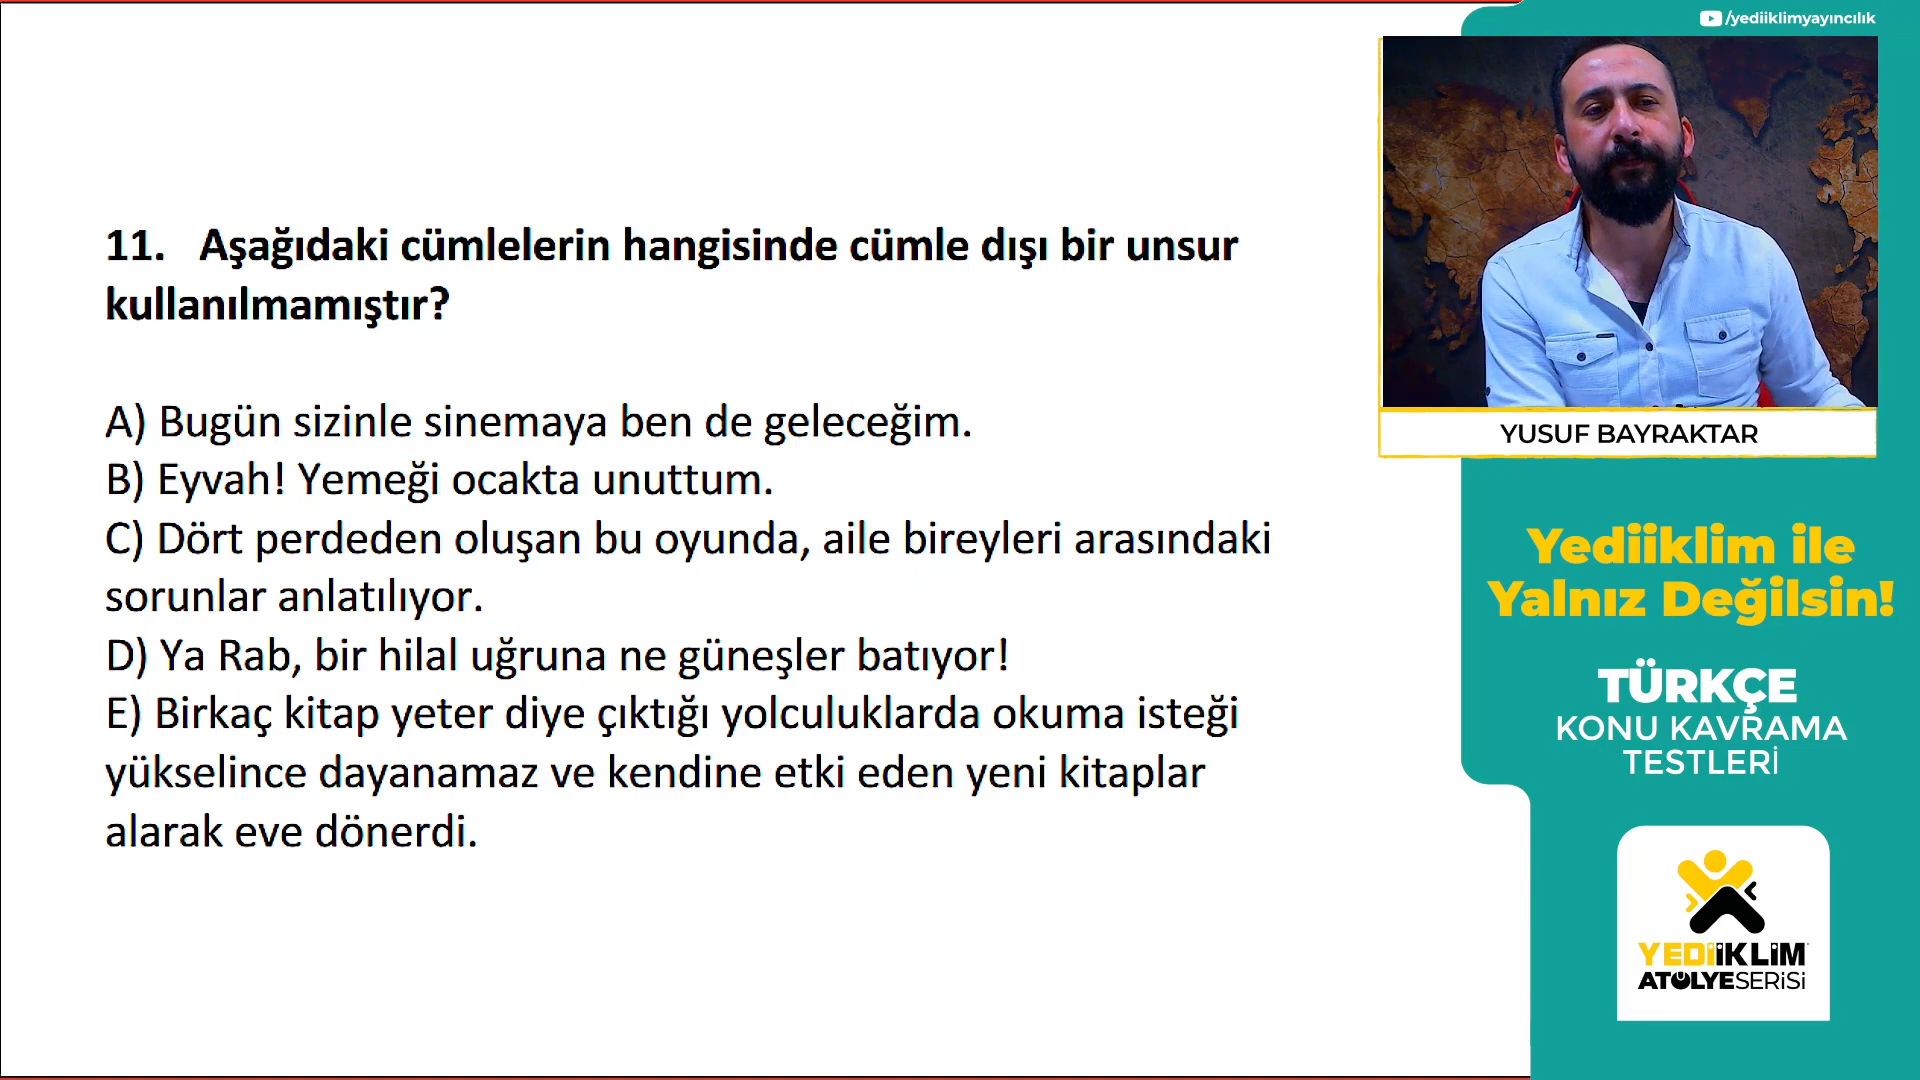 /yediiklimyayıncılık
11. Aşağıdaki cümlelerin hangisinde cümle dışı bir unsur
kullanılmamıştır?
A) Bugün sizinle sinemaya ben de geleceğim.
B) Eyvah! Yemeği ocakta unuttum.
C) Dört perdeden oluşan bu oyunda, aile bireyleri arasındaki
sorunlar anlatılıyor.
D) Ya Rab, bir hilal uğruna ne güneşler batıyor!
E) Birkaç kitap yeter diye çıktığı yolculuklarda okuma isteği
yükselince dayanamaz ve kendine etki eden yeni kitaplar
alarak eve dönerdi.
YUSUF BAYRAKTAR
Yediiklim ile
Yalnız Değilsin!
TÜRKÇE
KONU KAVRAMA
TESTLERİ
YEDİİKLİM
ATÖLYESERİSİ